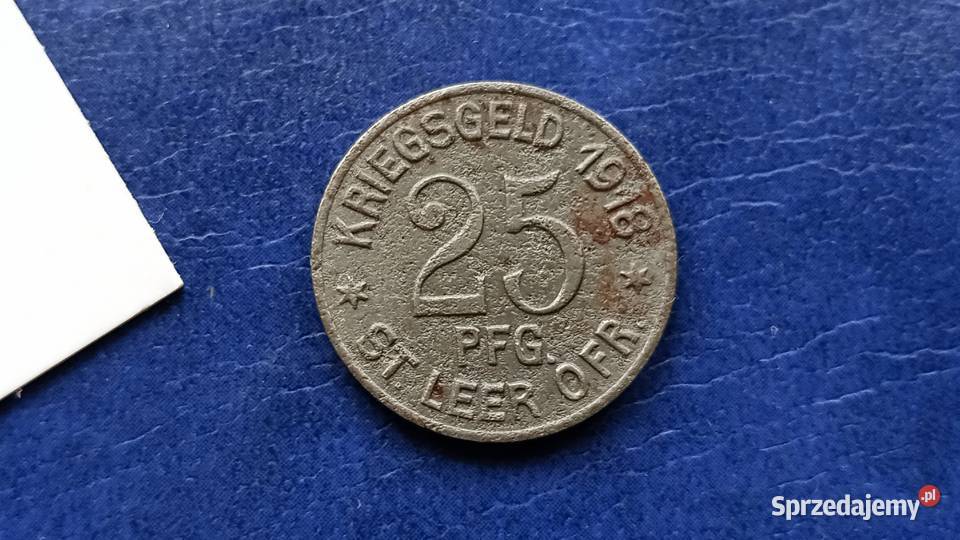 KRIEGSGELD 1918
25
PFG.
ST. LEER OFR.
Sprzedajemy.pl